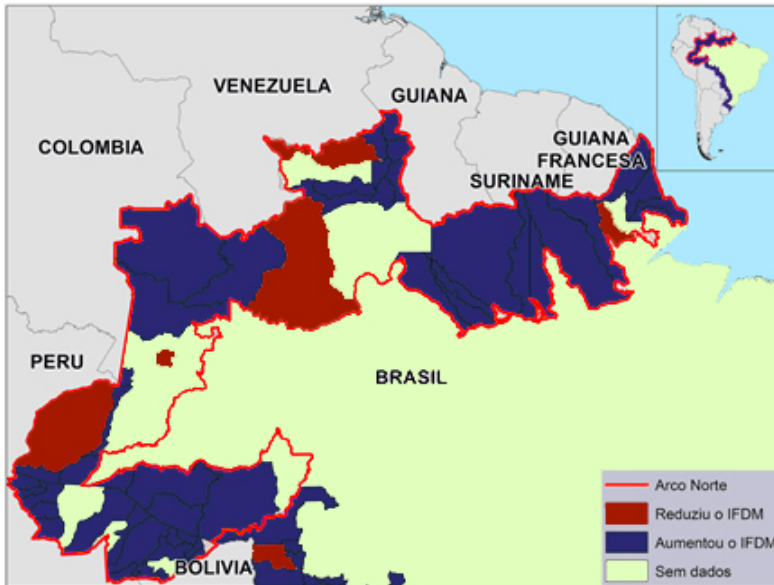 VENEZUELA
GUIANA
COLOMBIA
GUIANA
FRANCESA
SURINAME
PERU
BRASIL
BOLIVIA
Arco Norte
Reduziu o IFDM
Aumentou o IFDM
Sem dados